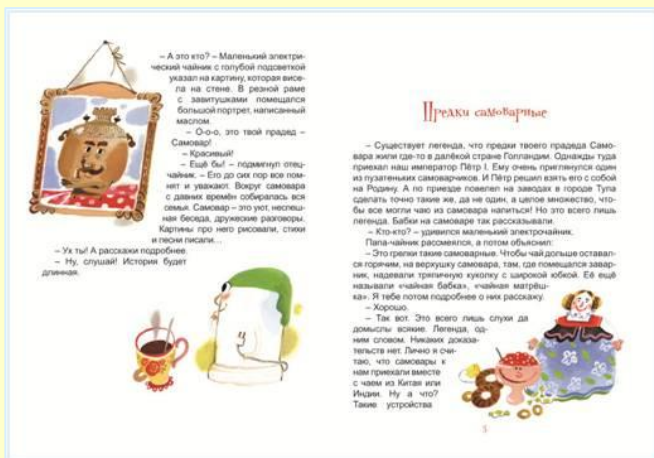 – А это кто? – Маленький электри-
ческий чайник с голубой подсветкой
указал на картину, которая висе-
ла на стене. В резной раме
с завитушками помещался
большой портрет, написанный
маслом.
– О-о-о, это твой прадед –
Самовар!
– Красивый!
– Ещё бы! – подмигнул отец-
чайник. – Его до сих пор все пом-
нят и уважают. Вокруг самовара
с давних времён собиралась вся
семья. Самовар – это уют, неспеш-
ная беседа, дружеские разговоры.
Картины про него рисовали, стихи
и песни писали...
– Ух ты! А расскажи подробнее.
– Ну, слушай! История будет
длинная.
Предки самоварные
– Существует легенда, что предки твоего прадеда Само-
вара жили где-то в далёкой стране Голландии. Однажды туда
приехал наш император Пётр I. Ему очень приглянулся один
из пузатеньких самоварчиков. И Пётр решил взять его с собой
на Родину. А по приезде повелел на заводах в городе Тула
сделать точно такие же, да не один, а целое множество, что-
бы все могли чаю из самовара напиться! Но это всего лишь
легенда. Бабки на самоваре так рассказывали.
– Кто-кто? – удивился маленький электрочайник.
Папа-чайник рассмеялся, а потом объяснил:
– Это грелки такие самоварные. Чтобы чай дольше оставал-
ся горячим, на верхушку самовара, там, где помещался завар-
ник, надевали тряпичную куколку с широкой юбкой. Её ещё
называли «чайная бабка», «чайная матрёш-
ка». Я тебе потом подробнее о них расскажу.
– Хорошо.
– Так вот. Это всего лишь слухи да
домыслы всякие. Легенда, од-
ним словом. Никаких доказа-
тельств нет. Лично я счи-
таю, что самовары к
нам приехали вместе
с чаем из Китая или
Индии. Ну а что?
Такие устройства
5